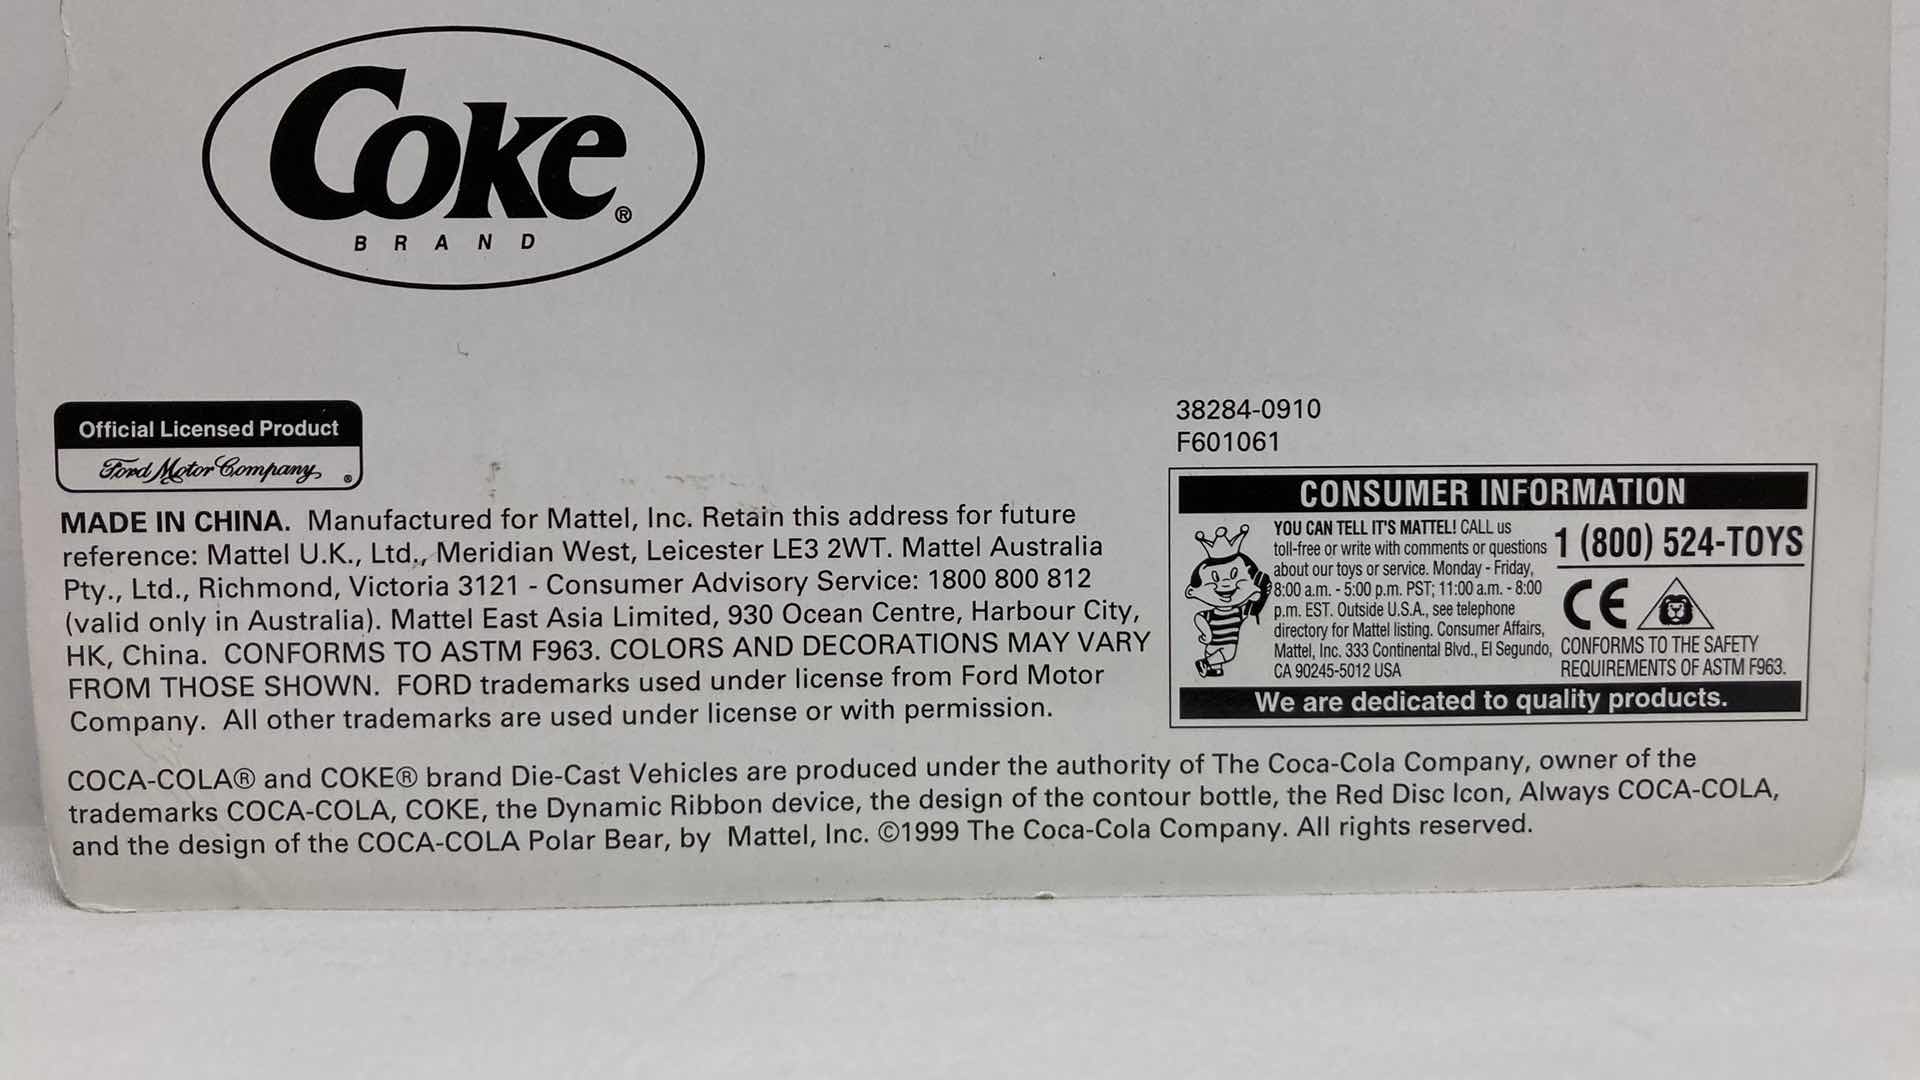 Coke®
BRAND
Official Licensed Product
Ford Motor Company ®
MADE IN CHINA. Manufactured for Mattel, Inc. Retain this address for future
reference: Mattel U.K., Ltd., Meridian West, Leicester LE3 2WT. Mattel Australia
Pty., Ltd., Richmond, Victoria 3121 - Consumer Advisory Service: 1800 800 812
(valid only in Australia). Mattel East Asia Limited, 930 Ocean Centre, Harbour City,
HK, China. CONFORMS TO ASTM F963. COLORS AND DECORATIONS MAY VARY
FROM THOSE SHOWN. FORD trademarks used under license from Ford Motor
Company. All other trademarks are used under license or with permission.
38284-0910
F601061
CONSUMER INFORMATION
YOU CAN TELL IT'S MATTEL! CALL us
toll-free or write with comments or questions
about our toys or service. Monday - Friday,
8:00 a.m. - 5:00 p.m. PST; 11:00 a.m. - 8:00
p.m. EST. Outside U.S.A., see telephone
directory for Mattel listing. Consumer Affairs,
Mattel, Inc. 333 Continental Blvd., El Segundo,
CA 90245-5012 USA
1 (800) 524-TOYS
CE
CONFORMS TO THE SAFETY
REQUIREMENTS OF ASTM F963.
We are dedicated to quality products.
COCA-COLA® and COKE® brand Die-Cast Vehicles are produced under the authority of The Coca-Cola Company, owner of the
trademarks COCA-COLA, COKE, the Dynamic Ribbon device, the design of the contour bottle, the Red Disc Icon, Always COCA-COLA,
and the design of the COCA-COLA Polar Bear, by Mattel, Inc. ©1999 The Coca-Cola Company. All rights reserved.